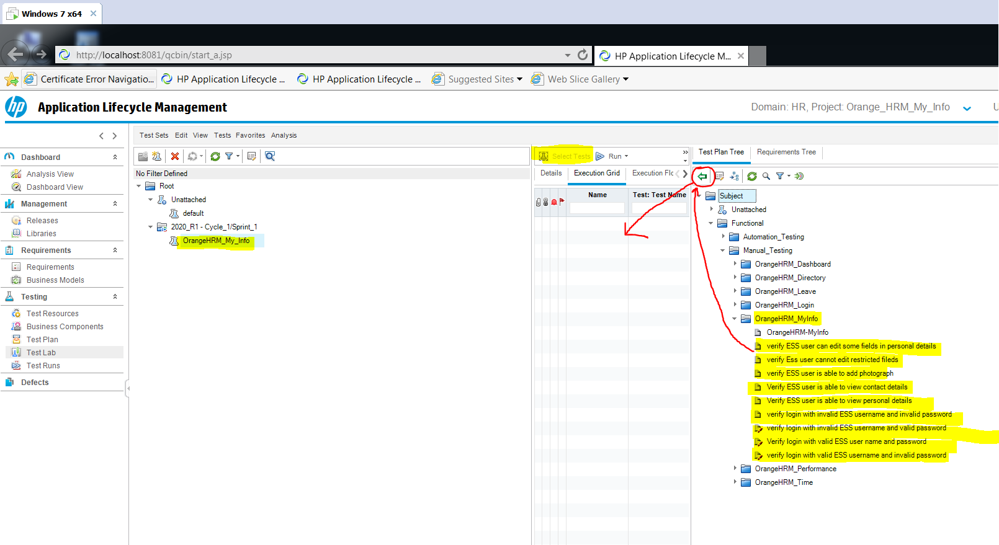 Windows 7 x64
http://localhost:8081/qcbin/start_a.jsp
HP Application Lifecycle M...
Certificate Error Navigatio...
HP Application Lifecycle ...
HP Application Lifecycle ...
Suggested Sites
Web Slice Gallery
hp
Application Lifecycle Management
Domain: HR, Project: Orange_HRM_My_Info
U
Dashboard
Analysis View
Dashboard View
Management
Releases
Libraries
Requirements
Requirements
Business Models
Testing
Test Resources
Business Components
Test Plan
Test Lab
Test Runs
Defects
Test Sets Edit View Tests Favorites Analysis
No Filter Defined
Root
Unattached
default
2020_R1 - Cycle_1/Sprint_1
OrangeHRM_My_Info
Select Tests Run
Details Execution Grid Execution Flo
Name Test: Test Name
Test Plan Tree Requirements Tree
Subject
Unattached
Functional
Automation_Testing
Manual_Testing
OrangeHRM_Dashboard
OrangeHRM_Directory
OrangeHRM_Leave
OrangeHRM_Login
OrangeHRM_MyInfo
OrangeHRM-MyInfo
verify ESS user can edit some fields in personal details
verify Ess user cannot edit restricted fileds
verify ESS user is able to add photograph
Verify ESS user is able to view contact details
Verify ESS user is able to view personal details
verify login with invalid ESS username and invalid password
verify login with invalid ESS username and valid password
Verify login with valid ESS user name and password
verify login with valid ESS username and invalid password
OrangeHRM_Performance
OrangeHRM_Time